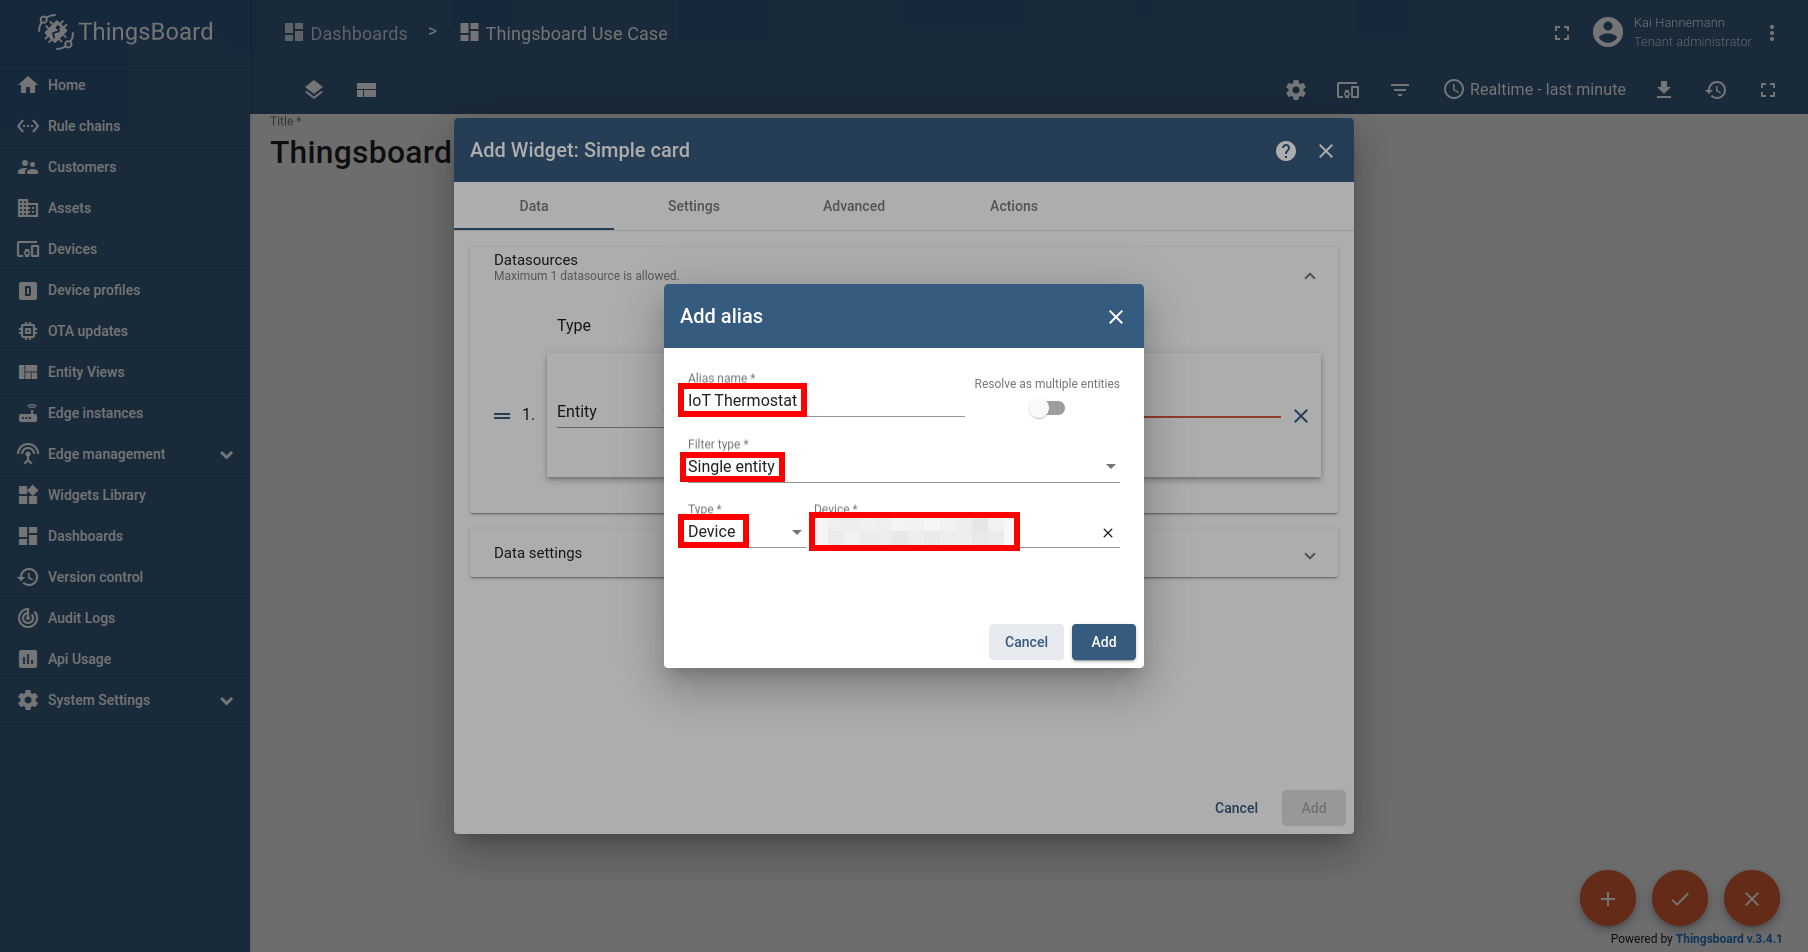 ThingsBoard
Dashboards > Thingsboard Use Case
Kai Hannemann
Tenant administrator
Realtime - last minute
Home
Rule chains
Customers
Assets
Devices
Device profiles
OTA updates
Entity Views
Edge instances
Edge management
Widgets Library
Dashboards
Version control
Audit Logs
Api Usage
System Settings
Title *
Thingsboard
Add Widget: Simple card
Data Settings Advanced Actions
Datasources
Maximum 1 datasource is allowed.
Type
1. Entity
Data settings
Add alias
Alias name *
IoT Thermostat
Resolve as multiple entities
Filter type *
Single entity
Type * Device *
Device
Cancel Add
Cancel Add
Powered by Thingsboard v.3.4.1